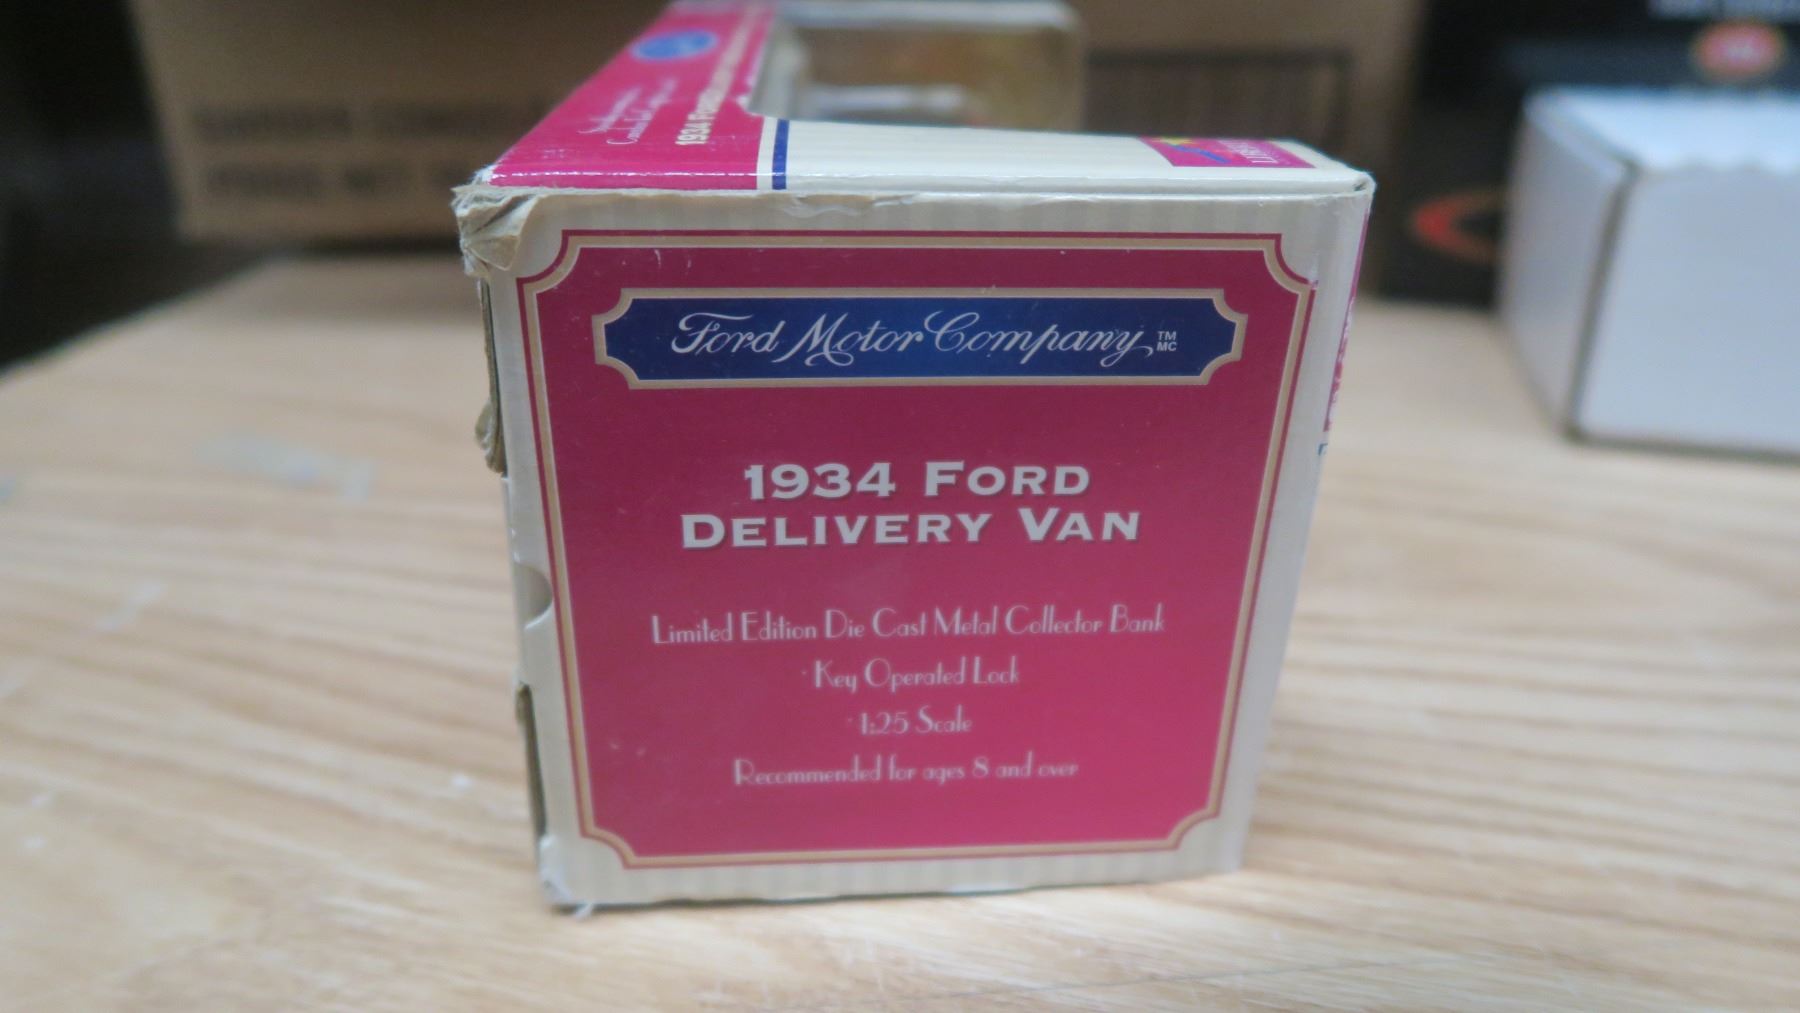 1934 F
Ford Motor Company TM MC
1934 FORD
DELIVERY VAN
Limited Edition Die Cast Metal Collector Bank
· Key Operated Lock
· 1:25 Scale
Recommended for ages 8 and over